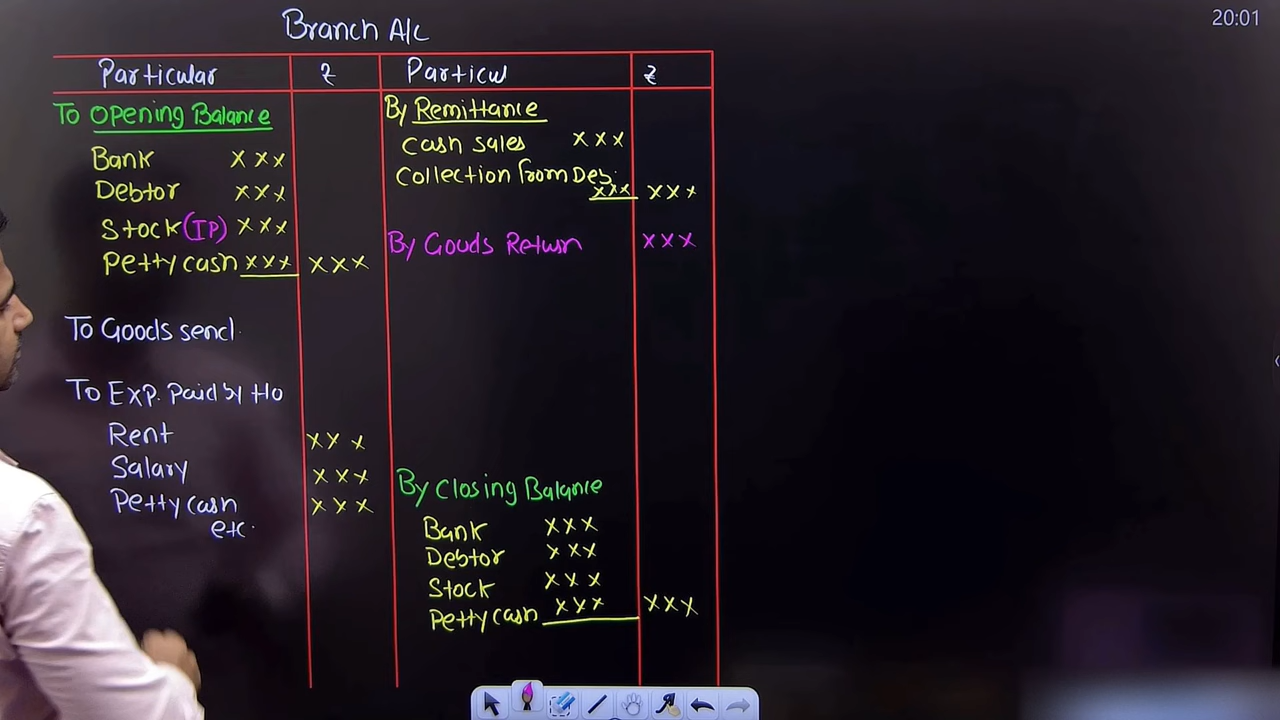 20:01
Branch A/c
Particular ₹ Particul ₹
To Opening Balance
Bank xxx
Debtor xxx
Stock (IP) xxx
Petty cash xxx xxx
To Goods send.
To Exp. Paid by Ho
Rent xxx
Salary xxx
Petty cash xxx
etc.
By Remittance
Cash sales xxx
Collection from Deb.
xxx xxx
By Goods Return xxx
By Closing Balance
Bank xxx
Debtor xxx
Stock xxx
Petty cash xxx xxx